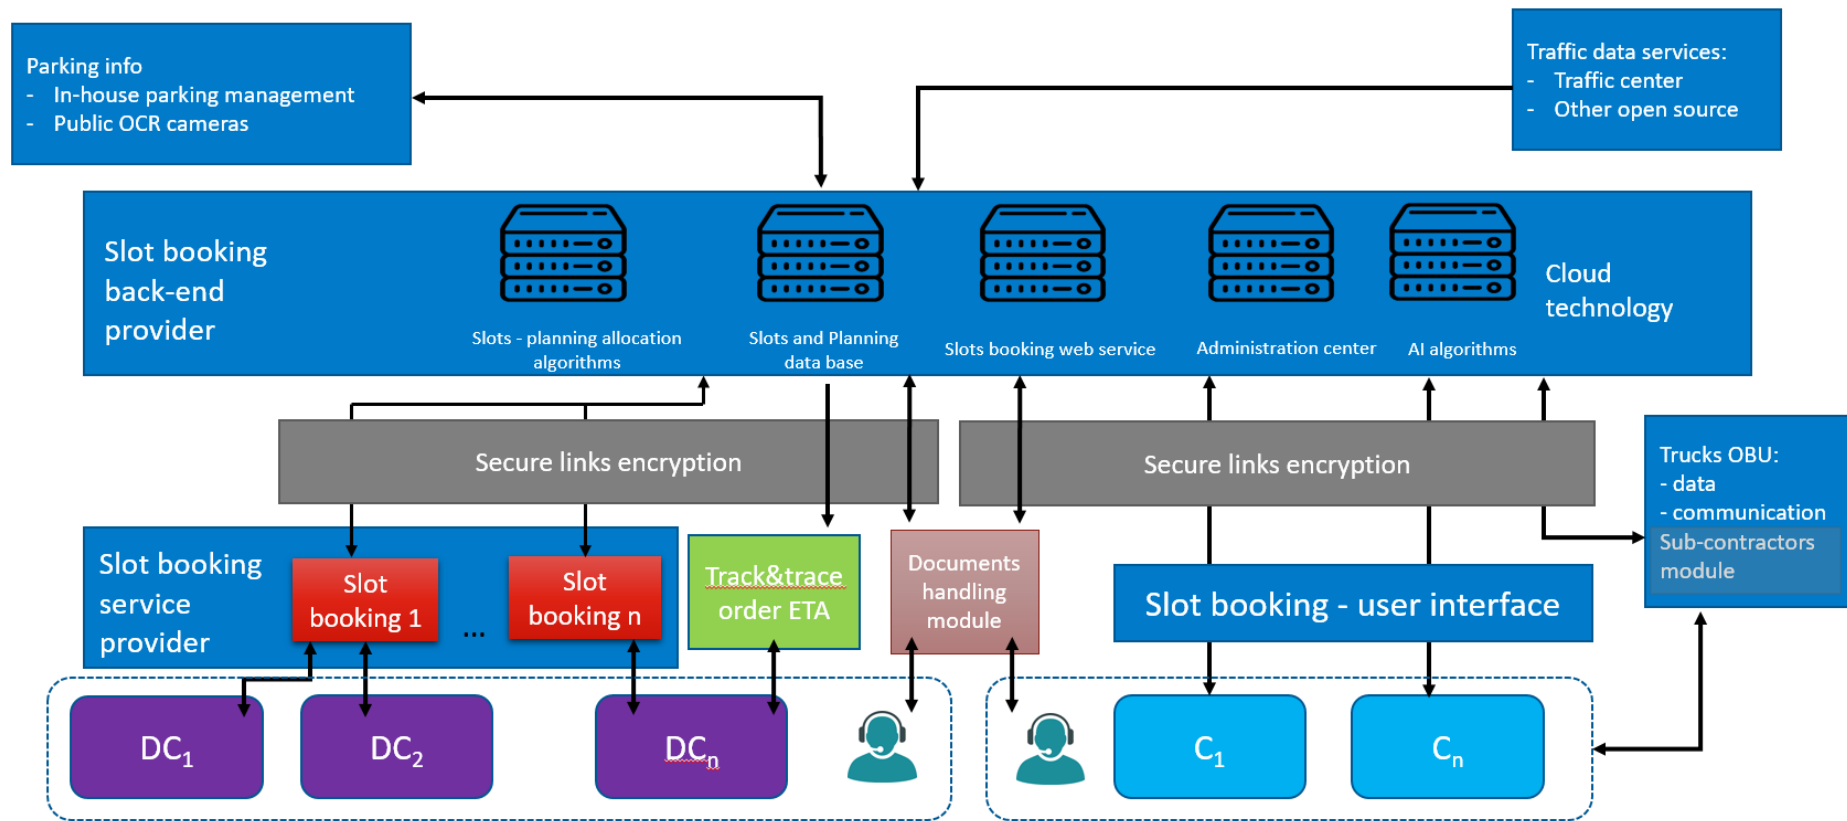 Parking info
- In-house parking management
- Public OCR cameras
Traffic data services:
- Traffic center
- Other open source
Slot booking
back-end
provider
Slots - planning allocation
algorithms
Slots and Planning
data base
Slots booking web service
Administration center
AI algorithms
Cloud
technology
Secure links encryption
Secure links encryption
Trucks OBU:
- data
- communication
Sub-contractors
module
Slot booking
service
provider
Slot
booking 1
...
Slot
booking n
Track&trace
order ETA
Documents
handling
module
Slot booking - user interface
DC1
DC2
DCn
C1
Cn